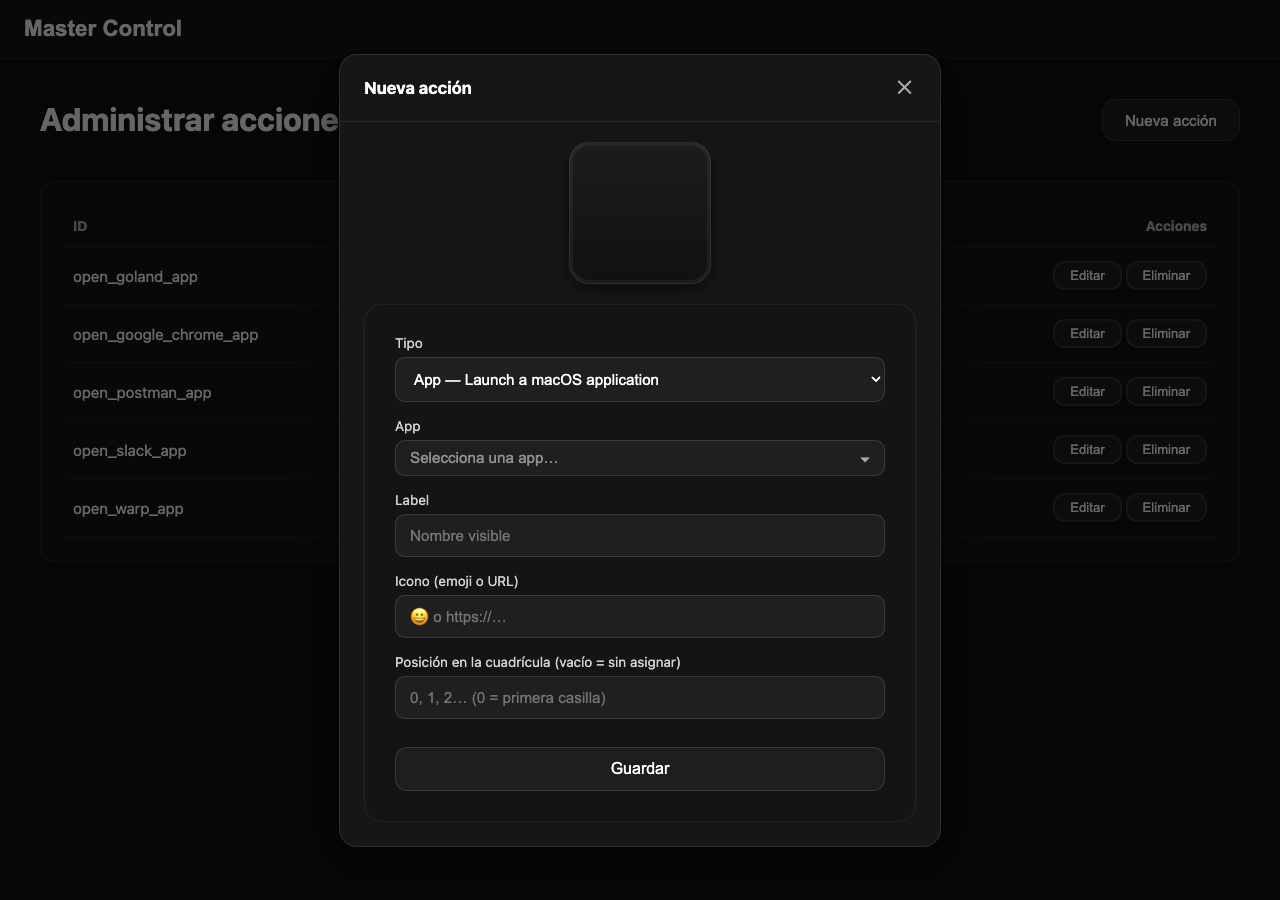 Master Control
Nueva acción
Administrar accione
Nueva acción
ID
Acciones
open_goland_app
Editar
Eliminar
open_google_chrome_app
Editar
Eliminar
open_postman_app
Editar
Eliminar
open_slack_app
Editar
Eliminar
open_warp_app
Editar
Eliminar
Tipo
App — Launch a macOS application
App
Selecciona una app…
Label
Nombre visible
Icono (emoji o URL)
😀 o https://…
Posición en la cuadrícula (vacío = sin asignar)
0, 1, 2… (0 = primera casilla)
Guardar